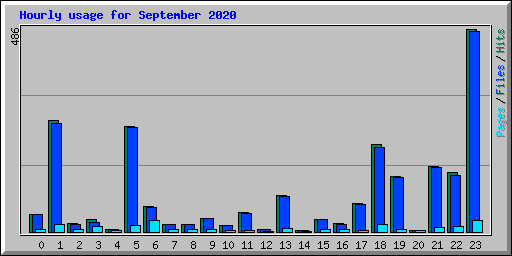 Hourly usage for September 2020
486
Pages/Files/Hits
0 1 2 3 4 5 6 7 8 9 10 11 12 13 14 15 16 17 18 19 20 21 22 23